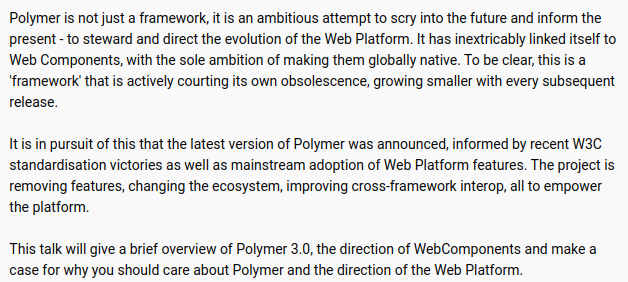 Polymer is not just a framework, it is an ambitious attempt to scry into the future and inform the
present - to steward and direct the evolution of the Web Platform. It has inextricably linked itself to
Web Components, with the sole ambition of making them globally native. To be clear, this is a
'framework' that is actively courting its own obsolescence, growing smaller with every subsequent
release.
It is in pursuit of this that the latest version of Polymer was announced, informed by recent W3C
standardisation victories as well as mainstream adoption of Web Platform features. The project is
removing features, changing the ecosystem, improving cross-framework interop, all to empower
the platform.
This talk will give a brief overview of Polymer 3.0, the direction of WebComponents and make a
case for why you should care about Polymer and the direction of the Web Platform.